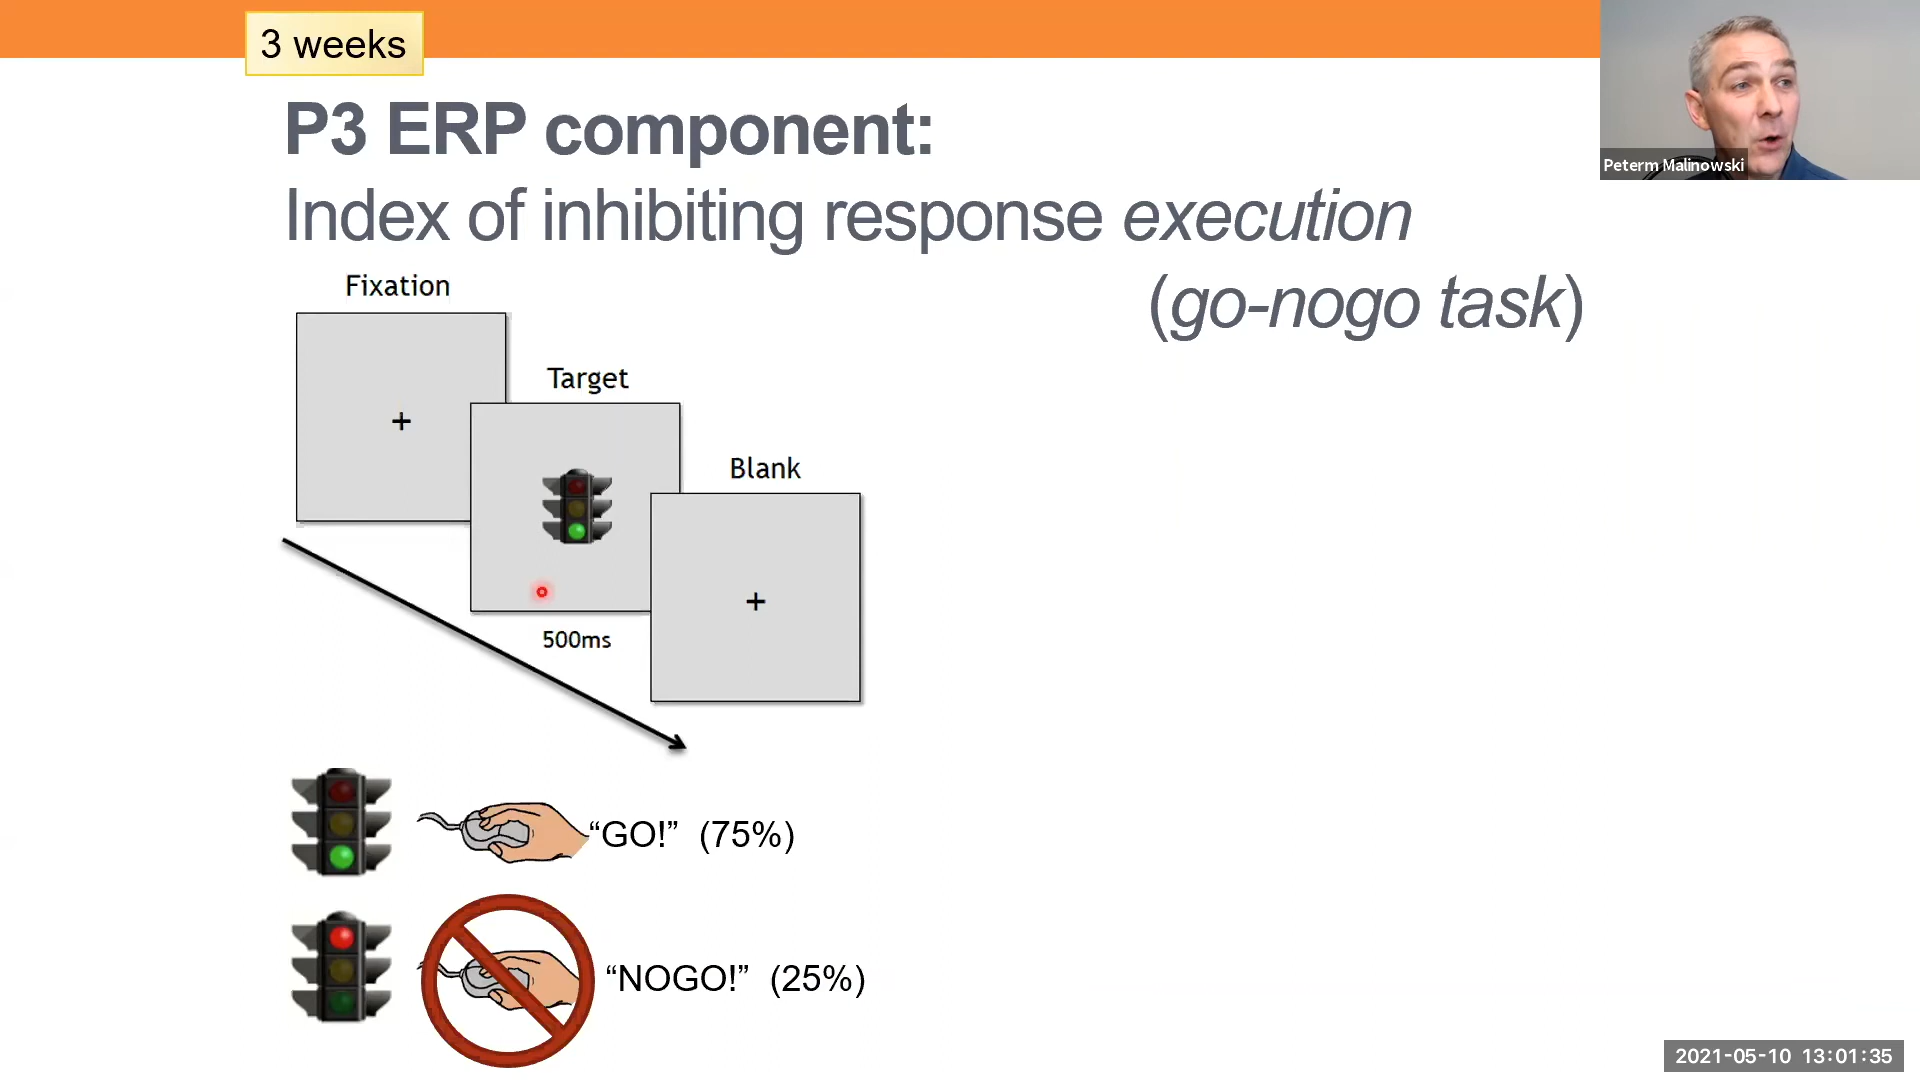 3 weeks
P3 ERP component:
Index of inhibiting response execution
(go-nogo task)
Fixation
Target
Blank
500ms
“GO!” (75%)
“NOGO!” (25%)
Peterm Malinowski
2021-05-10 13:01:35